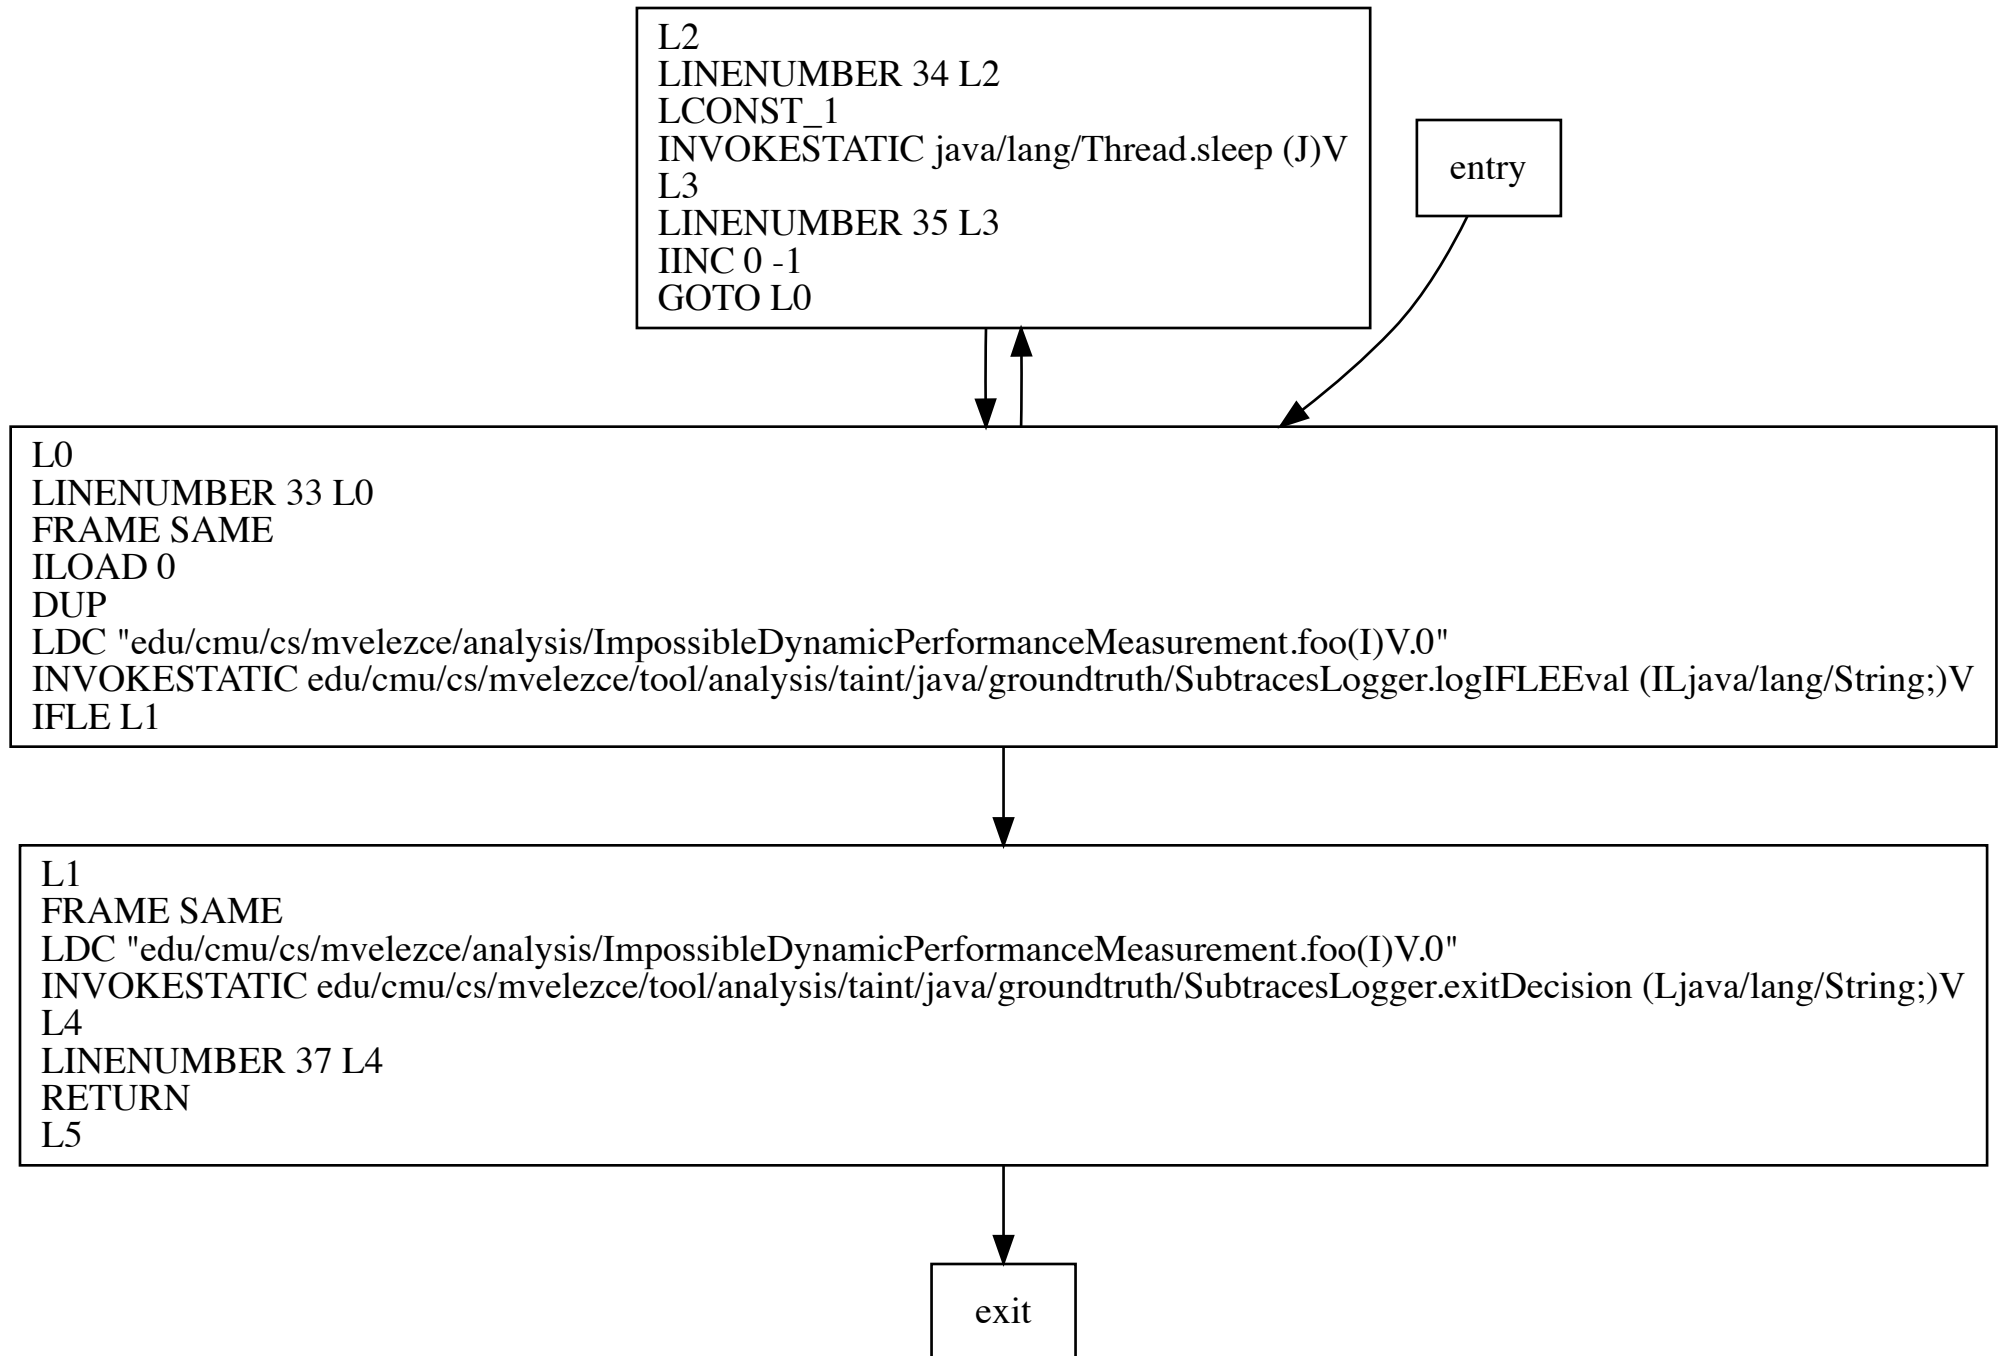 L2
LINENUMBER 34 L2
LCONST_1
INVOKESTATIC java/lang/Thread.sleep (J)V
L3
LINENUMBER 35 L3
IINC 0 -1
GOTO L0
entry
L0
LINENUMBER 33 L0
FRAME SAME
ILOAD 0
DUP
LDC "edu/cmu/cs/mvelezce/analysis/ImpossibleDynamicPerformanceMeasurement.foo(I)V.0"
INVOKESTATIC edu/cmu/cs/mvelezce/tool/analysis/taint/java/groundtruth/SubtracesLogger.logIFLEEval (ILjava/lang/String;)V
IFLE L1
L1
FRAME SAME
LDC "edu/cmu/cs/mvelezce/analysis/ImpossibleDynamicPerformanceMeasurement.foo(I)V.0"
INVOKESTATIC edu/cmu/cs/mvelezce/tool/analysis/taint/java/groundtruth/SubtracesLogger.exitDecision (Ljava/lang/String;)V
L4
LINENUMBER 37 L4
RETURN
L5
exit